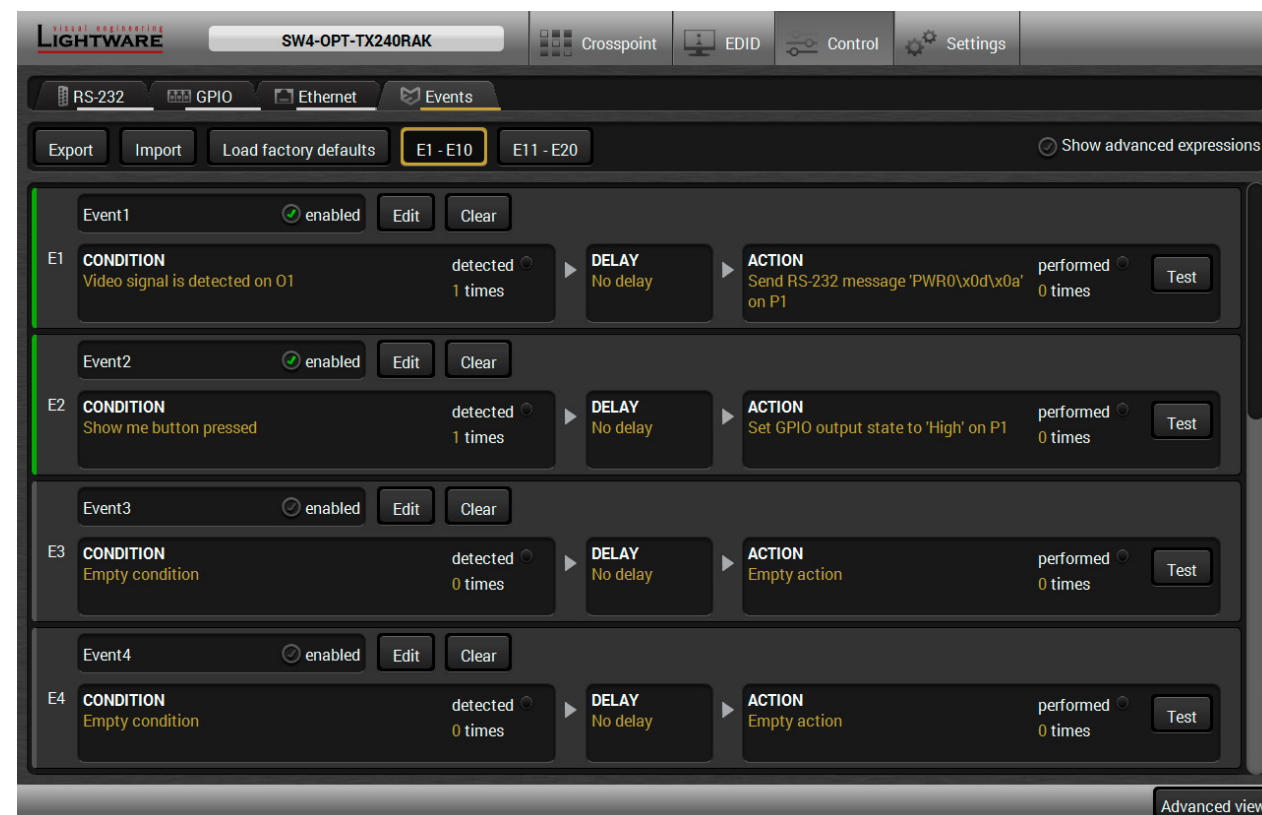 visual engineering
LIGHTWARE
SW4-OPT-TX240RAK
Crosspoint
EDID
Control
Settings
RS-232
GPIO
Ethernet
Events
Export
Import
Load factory defaults
E1 - E10
E11 - E20
Show advanced expressions
Event1
enabled
Edit
Clear
E1
CONDITION
Video signal is detected on O1
detected
1 times
DELAY
No delay
ACTION
Send RS-232 message 'PWR0\x0d\x0a'
on P1
performed
0 times
Test
Event2
enabled
Edit
Clear
E2
CONDITION
Show me button pressed
detected
1 times
DELAY
No delay
ACTION
Set GPIO output state to 'High' on P1
performed
0 times
Test
Event3
enabled
Edit
Clear
E3
CONDITION
Empty condition
detected
0 times
DELAY
No delay
ACTION
Empty action
performed
0 times
Test
Event4
enabled
Edit
Clear
E4
CONDITION
Empty condition
detected
0 times
DELAY
No delay
ACTION
Empty action
performed
0 times
Test
Advanced view